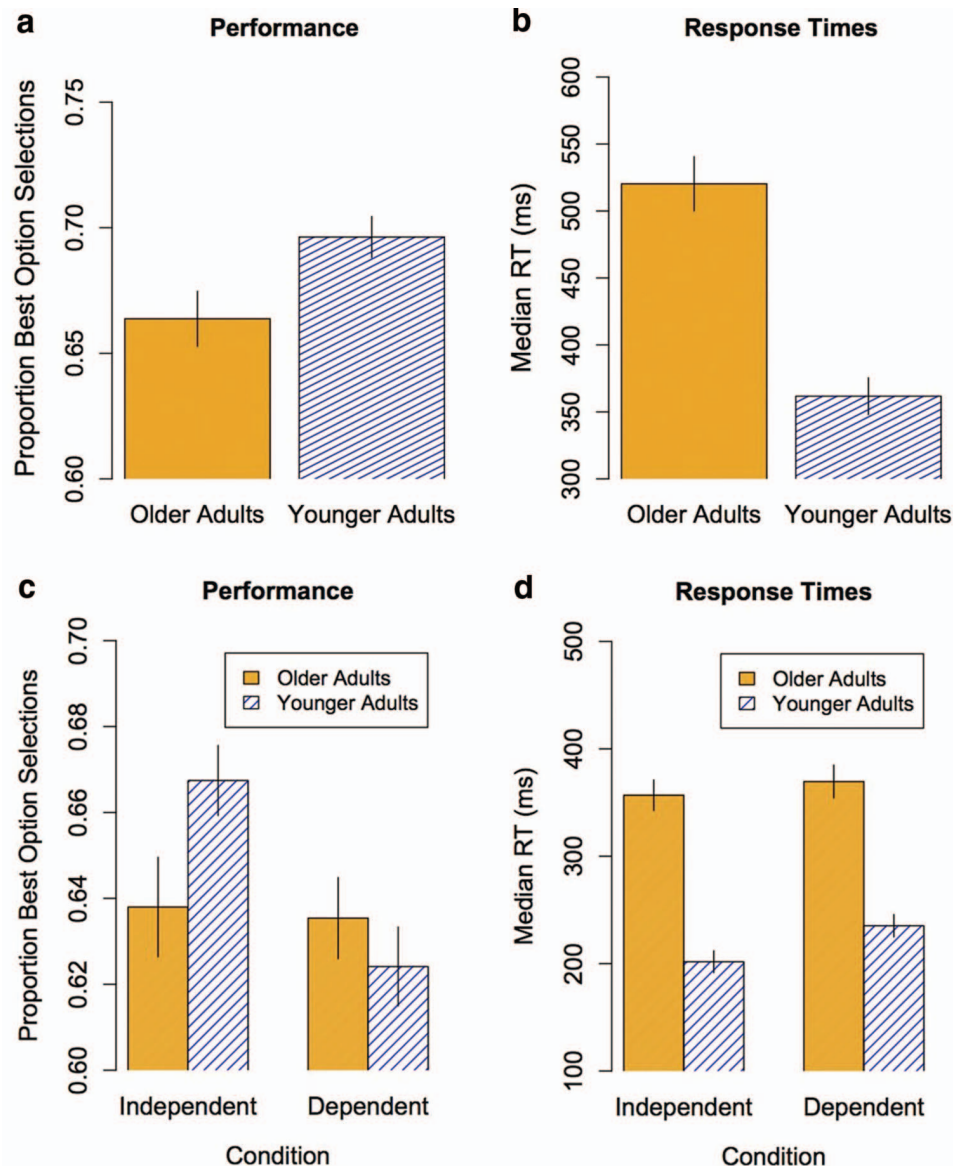 a
Performance
Proportion Best Option Selections
0.75
0.70
0.65
0.60
Older Adults
Younger Adults
b
Response Times
Median RT (ms)
600
550
500
450
400
350
300
Older Adults
Younger Adults
c
Performance
Proportion Best Option Selections
0.70
0.68
0.66
0.64
0.62
0.60
Older Adults
Younger Adults
Independent
Dependent
Condition
d
Response Times
Median RT (ms)
500
400
300
200
100
Older Adults
Younger Adults
Independent
Dependent
Condition